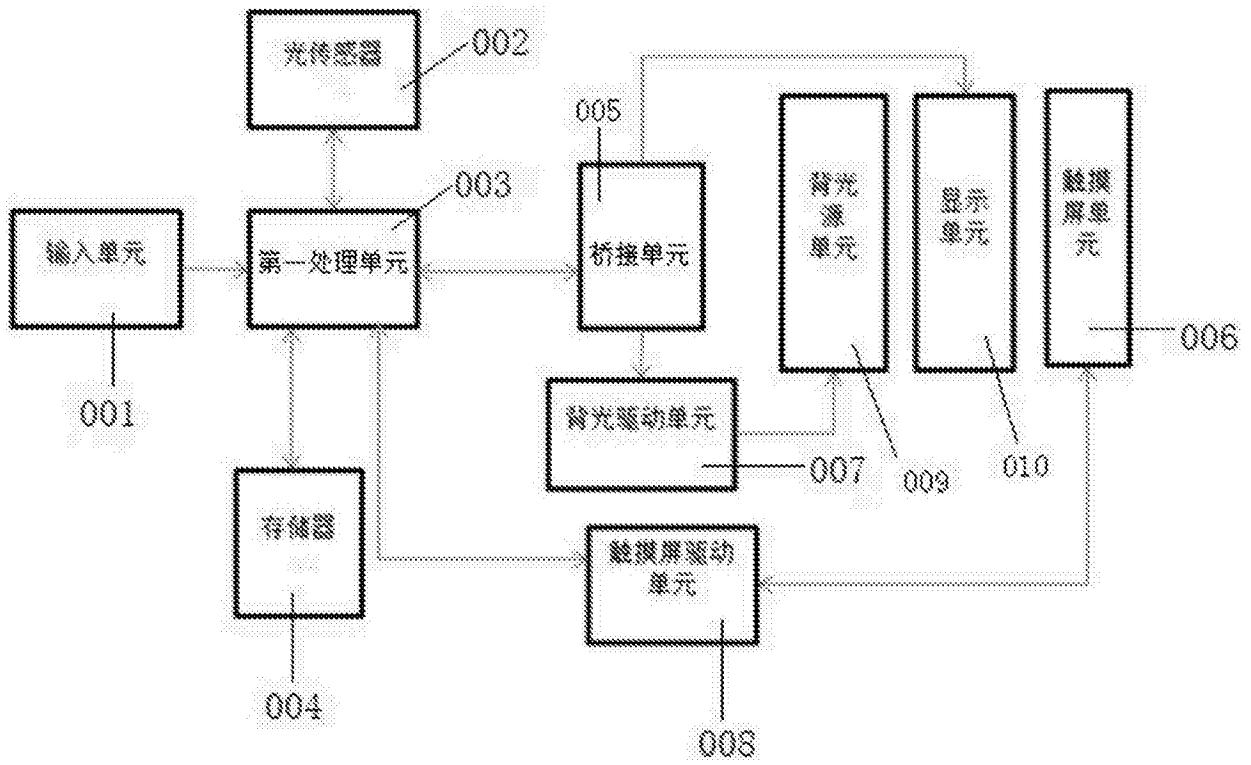 光传感器
002
005
003
输入单元
第一处理单元
桥接单元
背光
源
单元
显示
单元
触摸
屏单
元
006
001
背光驱动单元
007
009
010
存储器
触摸屏驱动
单元
004
008